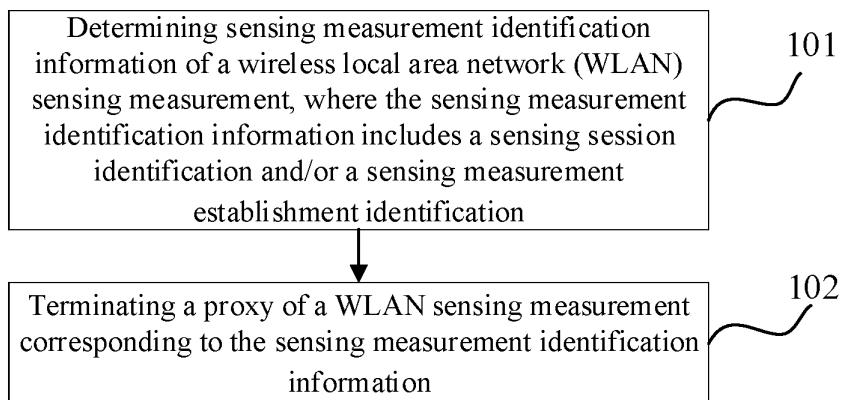 Determining sensing measurement identification
information of a wireless local area network (WLAN)
sensing measurement, where the sensing measurement
identification information includes a sensing session
identification and/or a sensing measurement
establishment identification
101
Terminating a proxy of a WLAN sensing measurement
corresponding to the sensing measurement identification
information
102